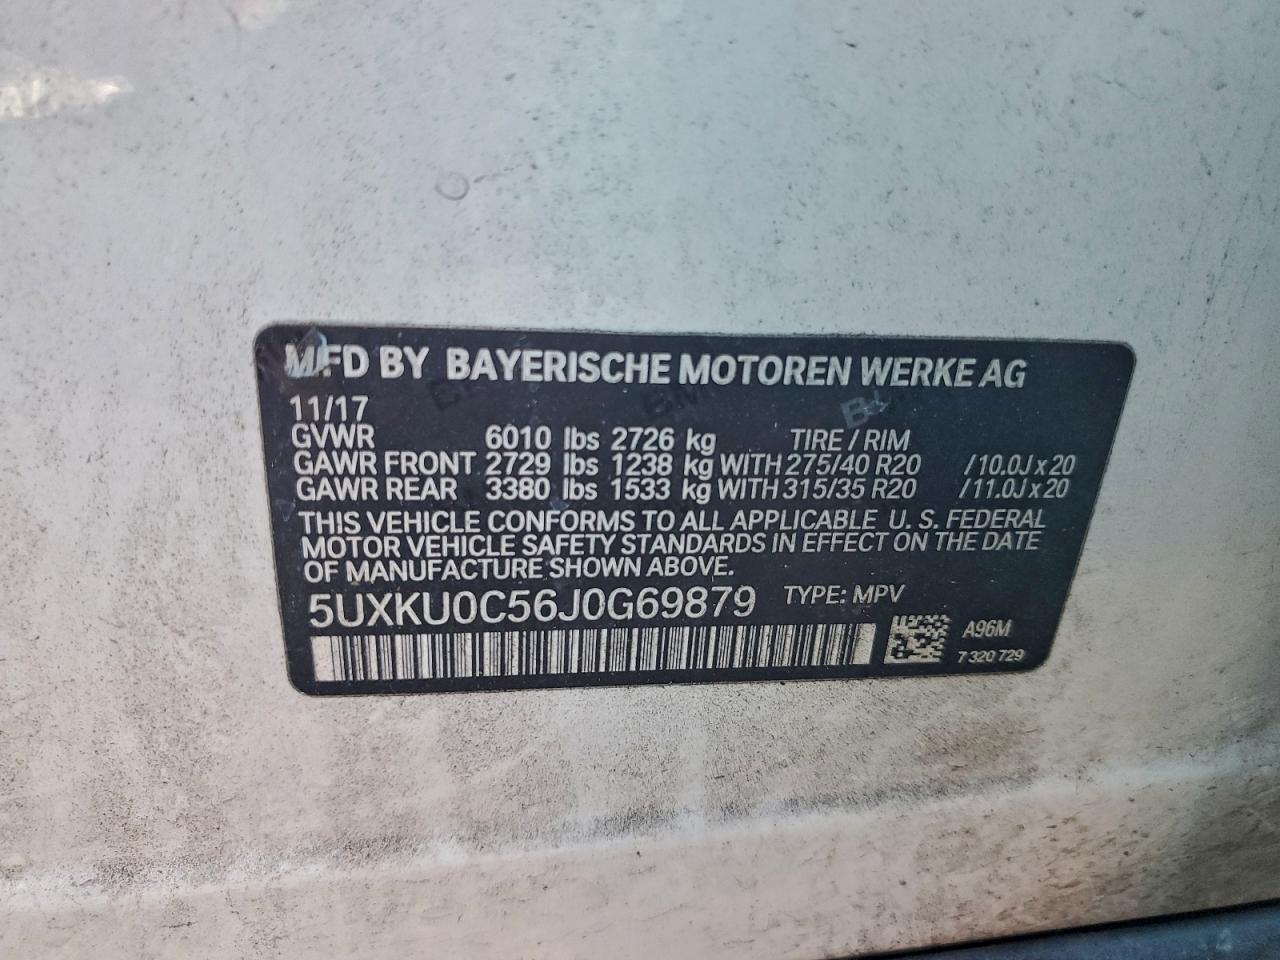 MFD BY BAYERISCHE MOTOREN WERKE AG
11/17
GVWR 6010 lbs 2726 kg TIRE / RIM
GAWR FRONT 2729 lbs 1238 kg WITH 275/40 R20 / 10.0J x 20
GAWR REAR 3380 lbs 1533 kg WITH 315/35 R20 / 11.0J x 20
THIS VEHICLE CONFORMS TO ALL APPLICABLE U. S. FEDERAL
MOTOR VEHICLE SAFETY STANDARDS IN EFFECT ON THE DATE
OF MANUFACTURE SHOWN ABOVE.
5UXKU0C56J0G69879 TYPE: MPV
A96M
7 320 729